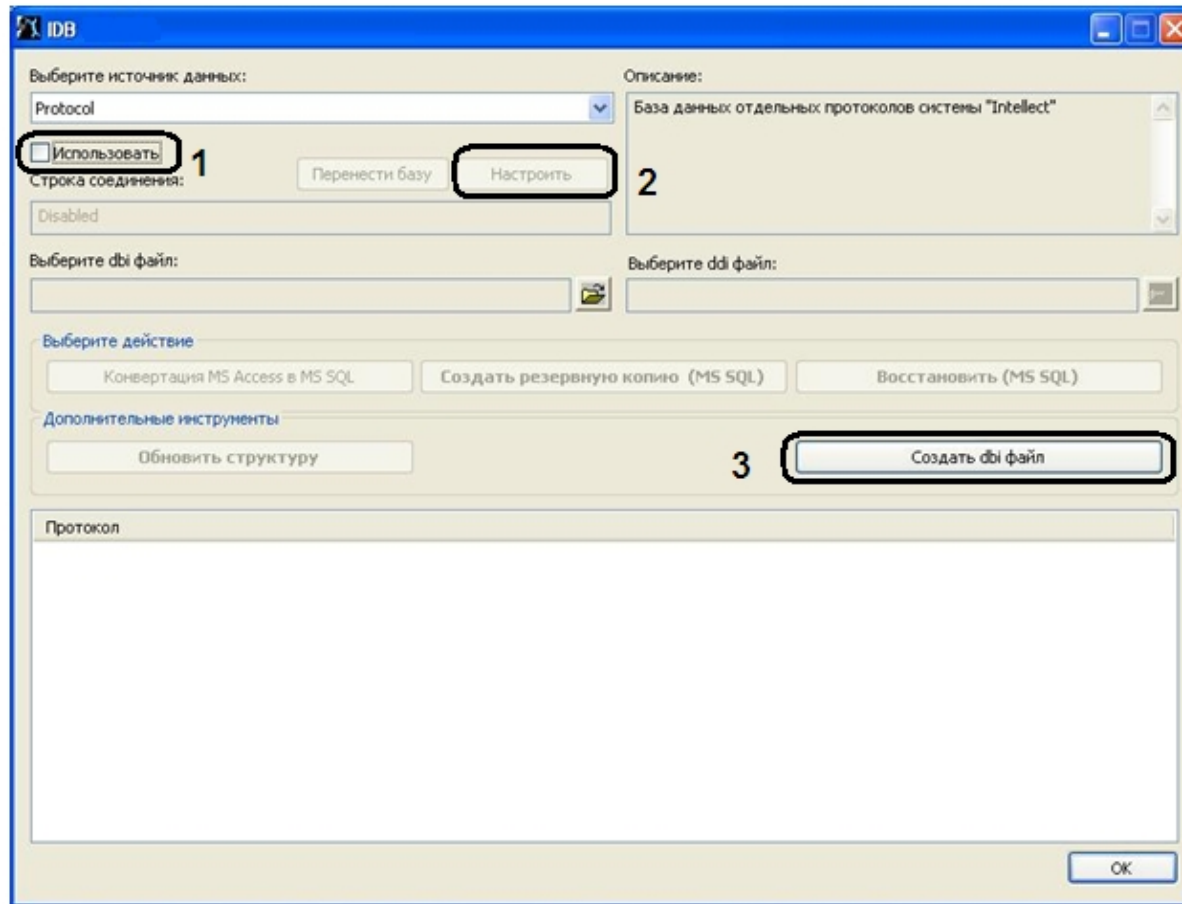 IDB
Выберите источник данных:
Описание:
Protocol
База данных отдельных протоколов системы "Intellect"
Использовать
1
Строка соединения:
Перенести базу
Настроить
2
Disabled
Выберите dbi файл:
Выберите ddi файл:
Выберите действие
Конвертация MS Access в MS SQL
Создать резервную копию (MS SQL)
Восстановить (MS SQL)
Дополнительные инструменты
Обновить структуру
3
Создать dbi файл
Протокол
OK